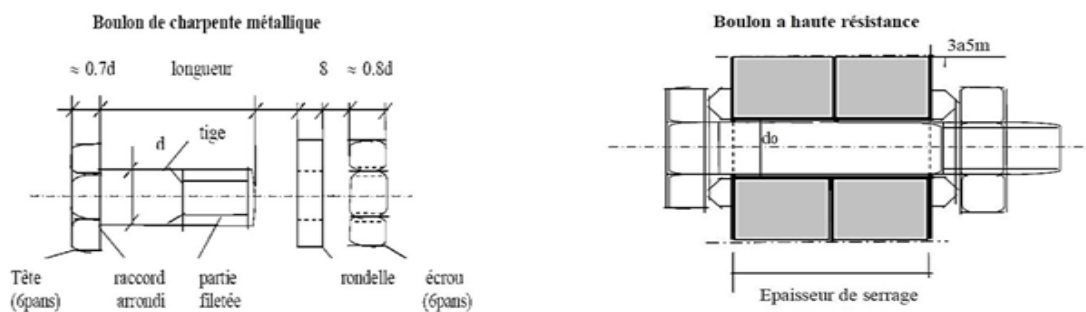 Boulon de charpente métallique
≈ 0.7d longueur 8 ≈ 0.8d
tige
d
Tête
(6pans)
raccord
arrondi
partie
filetée
rondelle
écrou
(6pans)
Boulon a haute résistance
3a5m
do
Epaisseur de serrage